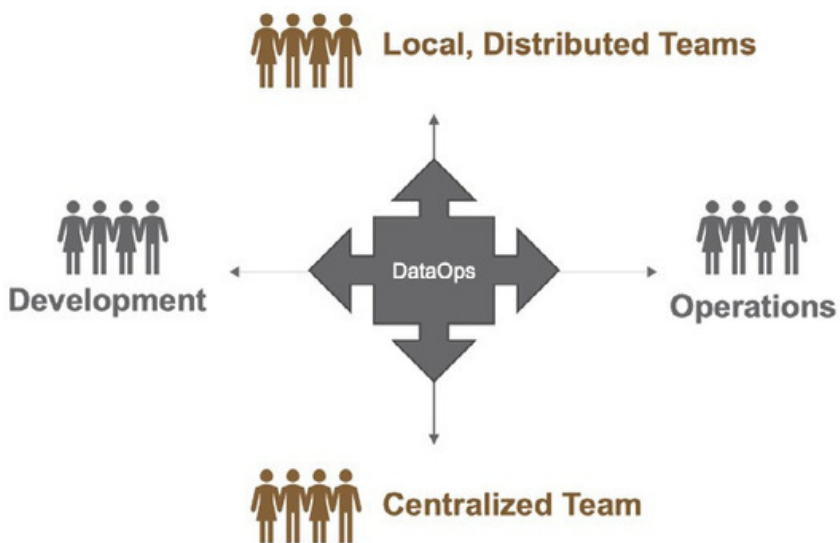 Local, Distributed Teams
Development
DataOps
Operations
Centralized Team